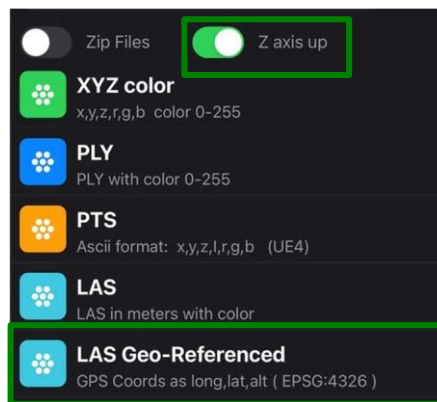 Zip Files Z axis up
XYZ color
x,y,z,r,g,b color 0-255
PLY
PLY with color 0-255
PTS
Ascii format: x,y,z,I,r,g,b (UE4)
LAS
LAS in meters with color
LAS Geo-Referenced
GPS Coords as long,lat,alt ( EPSG:4326 )